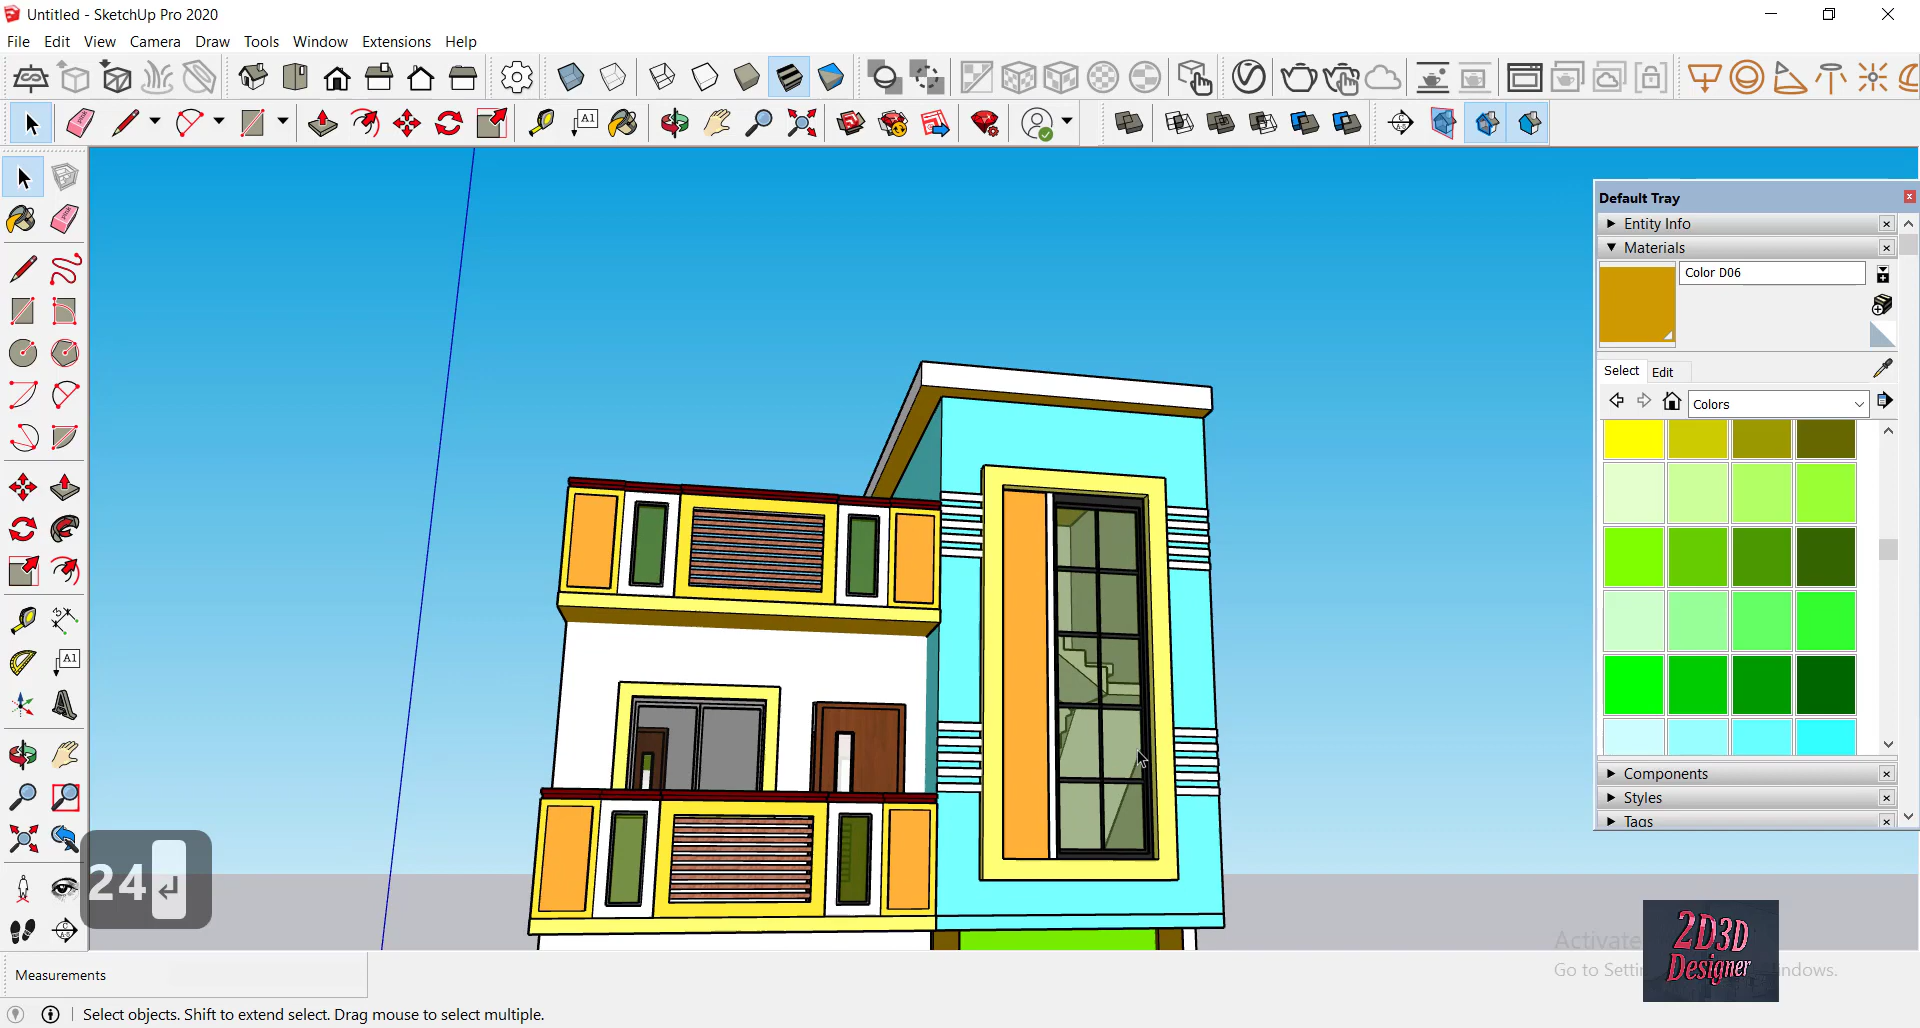 Untitled - SketchUp Pro 2020
File Edit View Camera Draw Tools Window Extensions Help
A1
Default Tray
Entity Info
Materials
Color D06
Select Edit
Colors
Components
Styles
Tags
A1
24
Activate
Go to Setti
ndows.
2D3D
Designer
Measurements
Select objects. Shift to extend select. Drag mouse to select multiple.